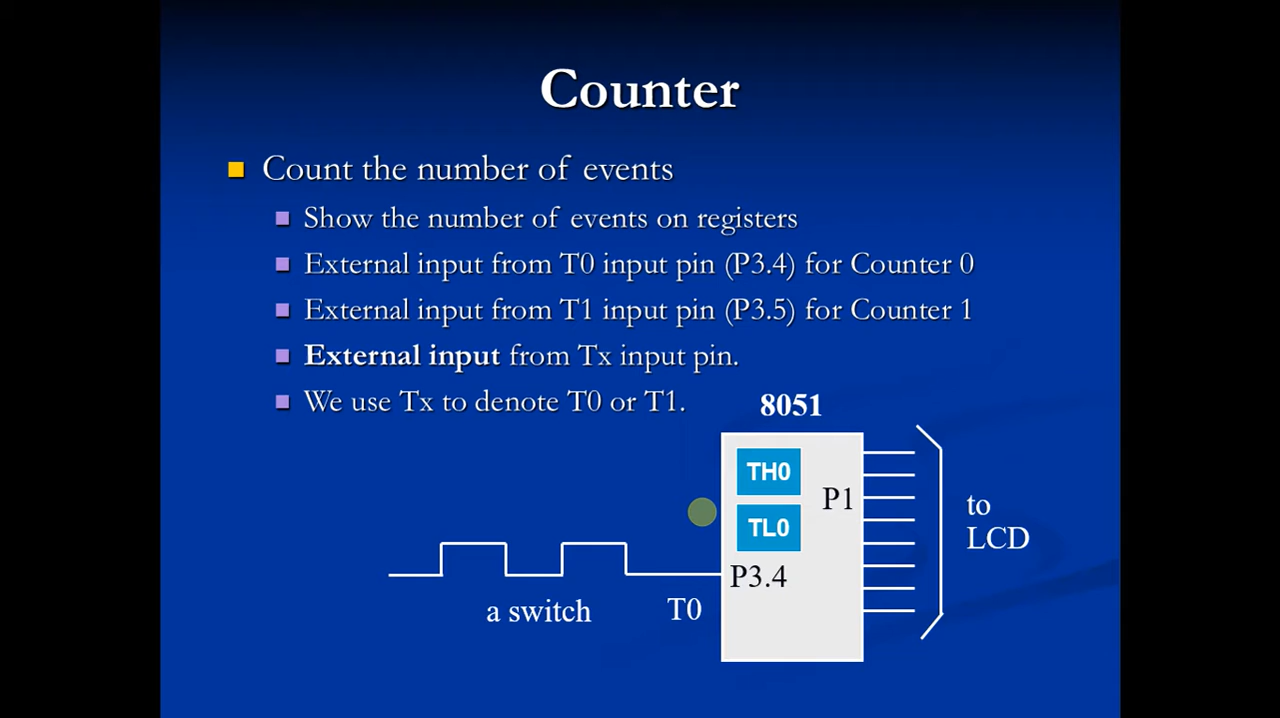 Counter
Count the number of events
Show the number of events on registers
External input from T0 input pin (P3.4) for Counter 0
External input from T1 input pin (P3.5) for Counter 1
External input from Tx input pin.
We use Tx to denote T0 or T1.
8051
TH0
P1
TL0
to
LCD
P3.4
a switch
T0